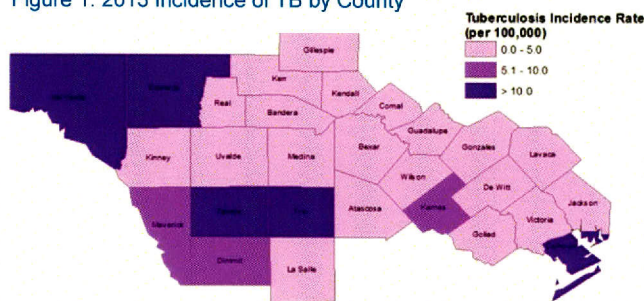 Figure 1. 2013 Incidence of TB by County
Tuberculosis Incidence Rate
(per 100,000)
0.0 - 5.0
5.1 - 10.0
> 10.0
Gillespie
Kerr
Real
Bandera
Kendall
Comal
Guadalupe
Gonzales
Lavaca
Kinney
Uvalde
Medina
Bexar
Wilson
De Witt
Jackson
Maverick
Atascosa
Karnes
Victoria
Goliad
Dimmit
La Salle